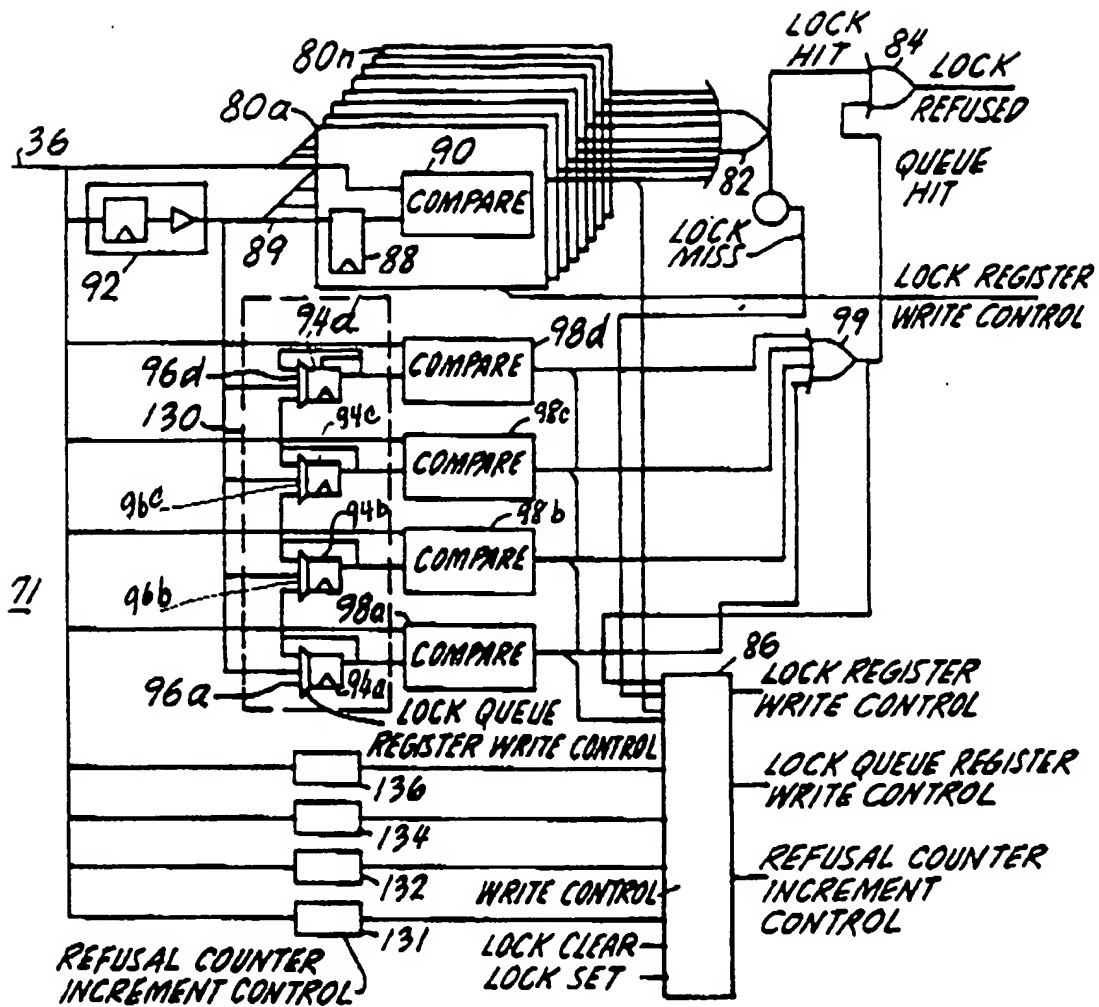 80n
80a
36
90
COMPARE
LOCK
HIT
84
LOCK
REFUSED
82
QUEUE
HIT
LOCK
MISS
92
89
88
LOCK REGISTER
WRITE CONTROL
94d
96d
130
COMPARE
98d
99
94c
96c
COMPARE
98c
94b
96b
COMPARE
98b
71
98a
COMPARE
96a
94a
LOCK QUEUE
REGISTER WRITE CONTROL
86
LOCK REGISTER
WRITE CONTROL
136
134
132
131
LOCK QUEUE REGISTER
WRITE CONTROL
WRITE CONTROL
REFUSAL COUNTER
INCREMENT
CONTROL
LOCK CLEAR
LOCK SET
REFUSAL COUNTER
INCREMENT CONTROL